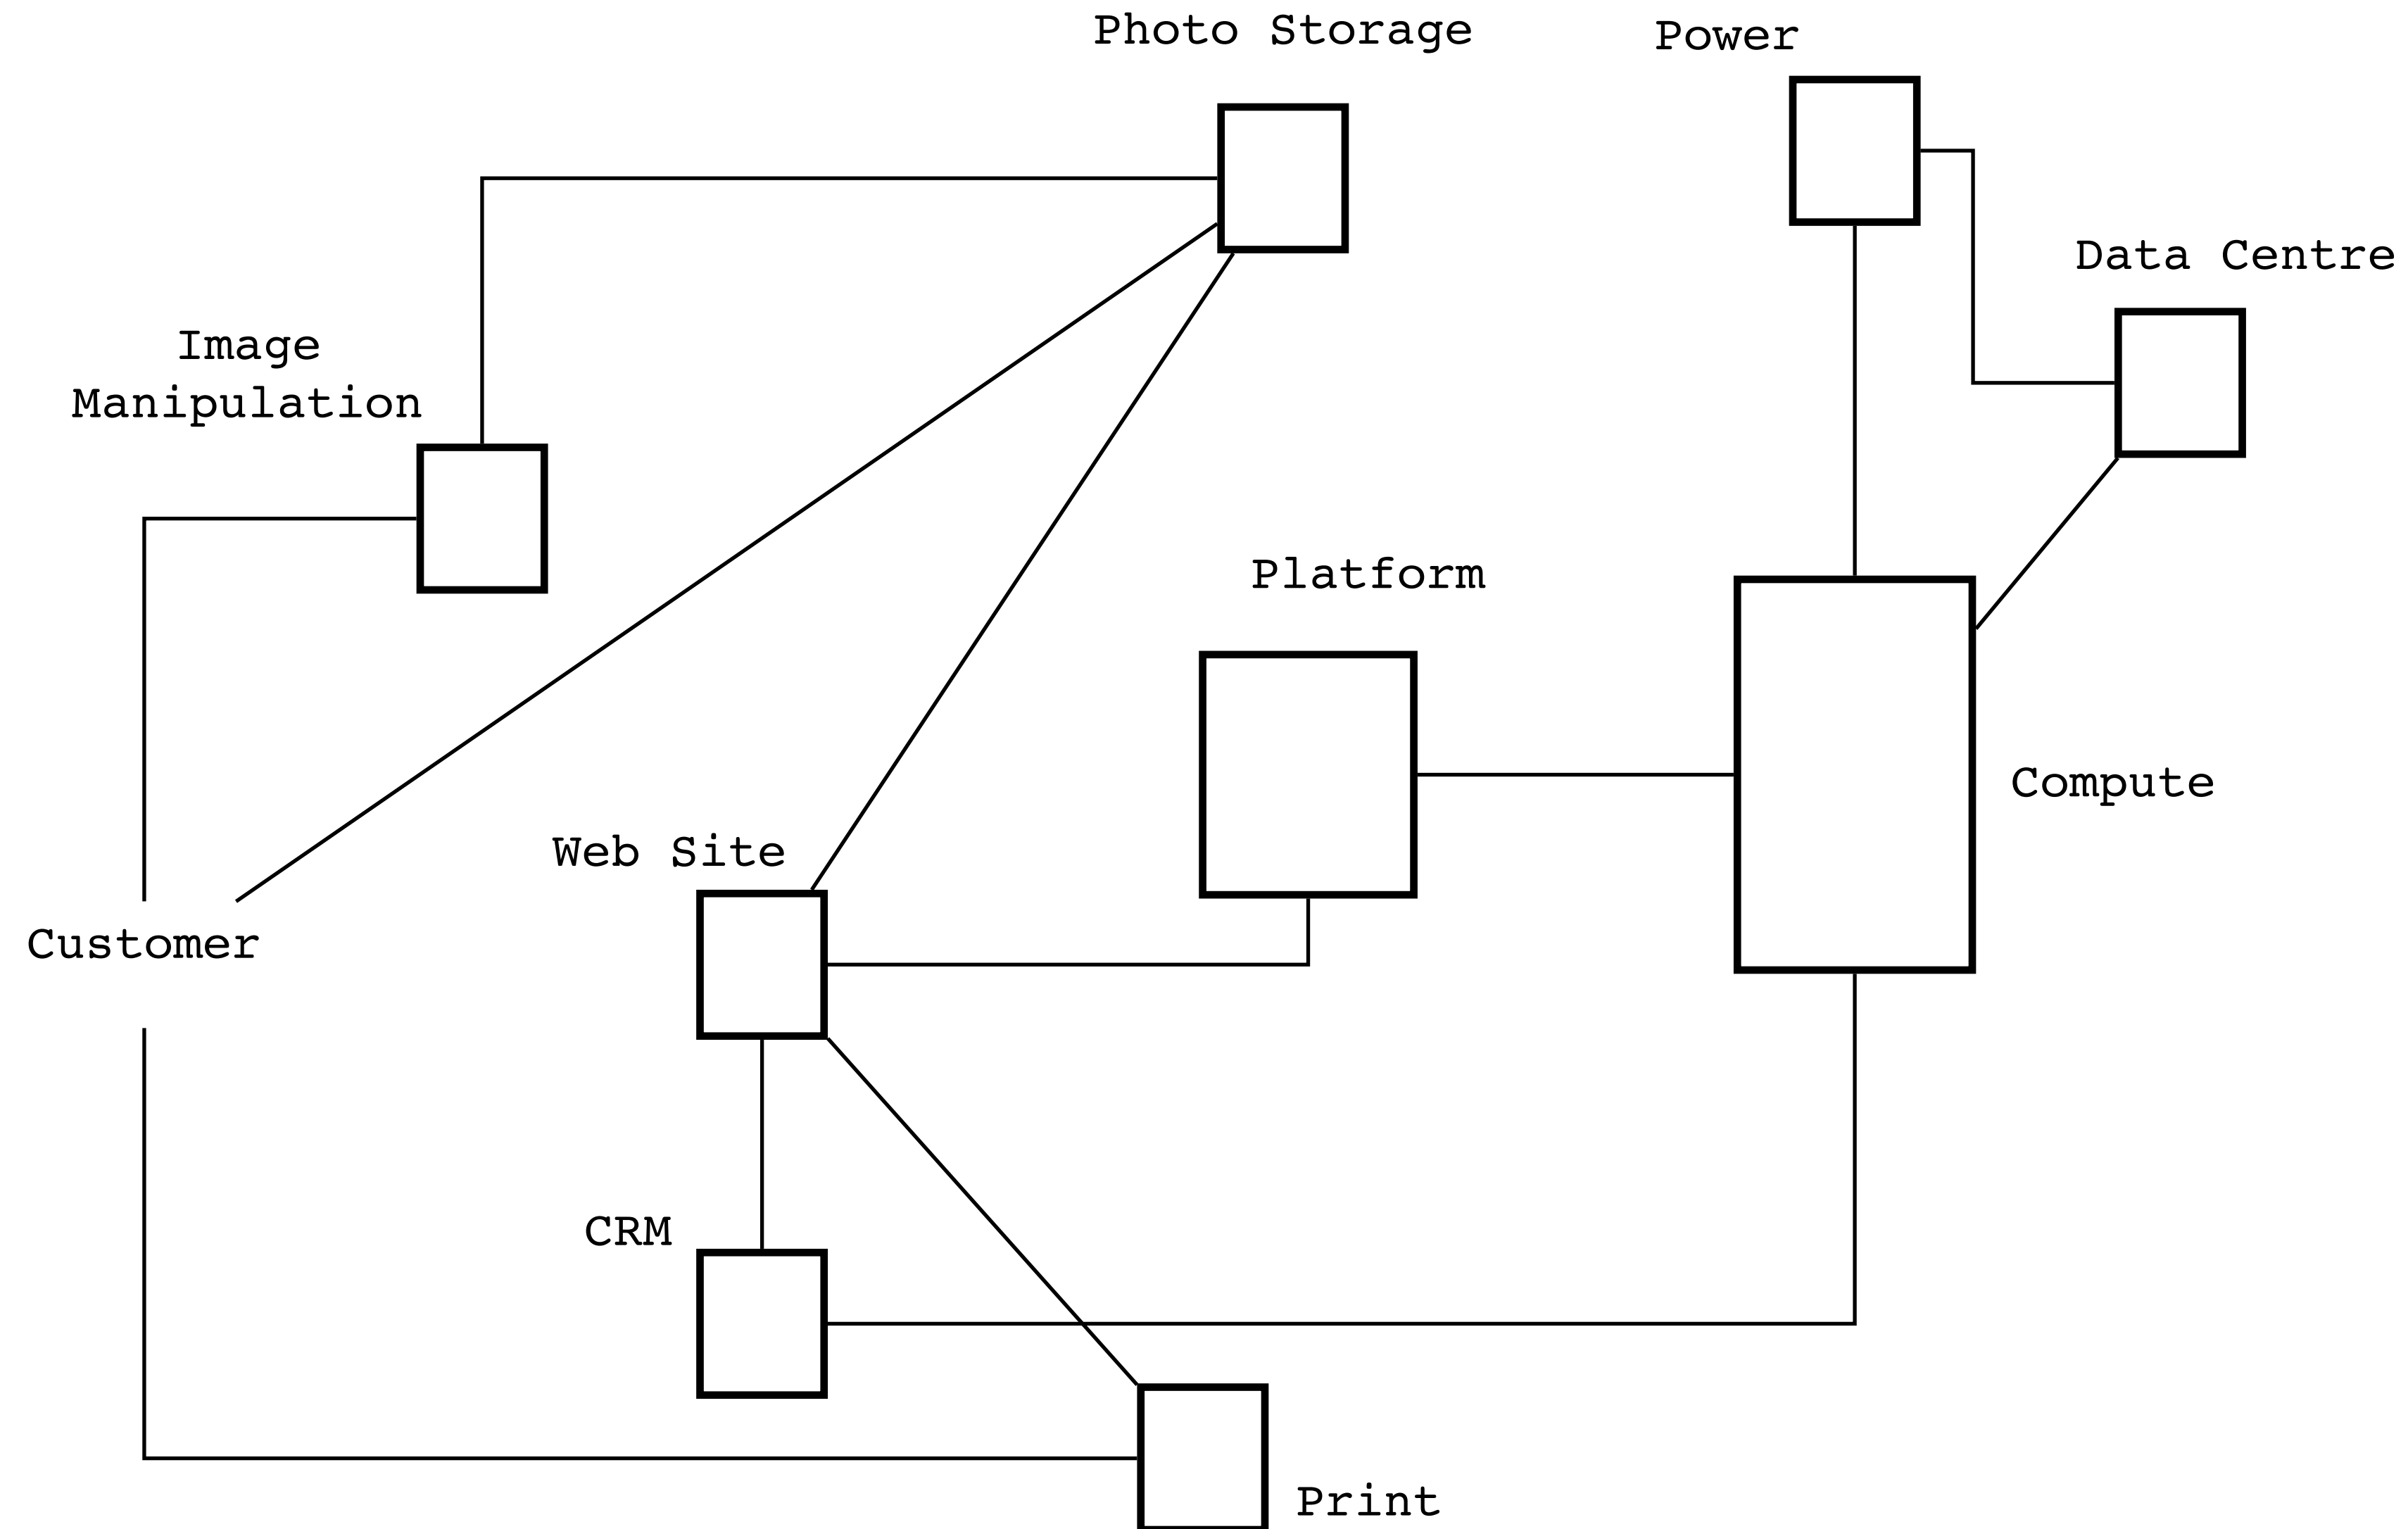 Photo Storage
Power
Data Centre
Image
Manipulation
Platform
Compute
Web Site
Customer
CRM
Print